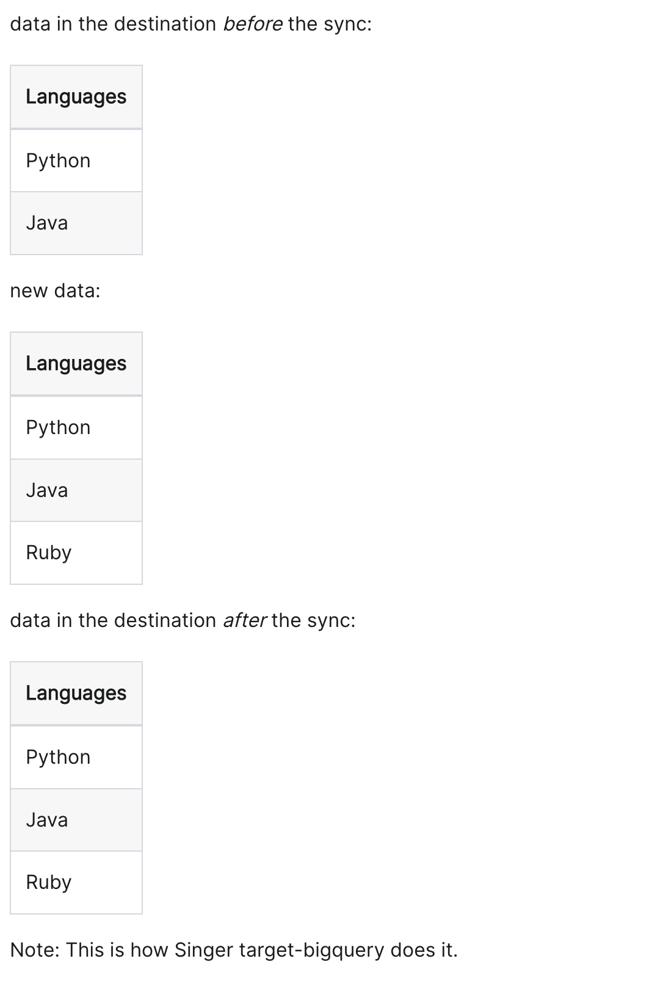 data in the destination before the sync:
Languages
Python
Java
new data:
Languages
Python
Java
Ruby
data in the destination after the sync:
Languages
Python
Java
Ruby
Note: This is how Singer target-bigquery does it.